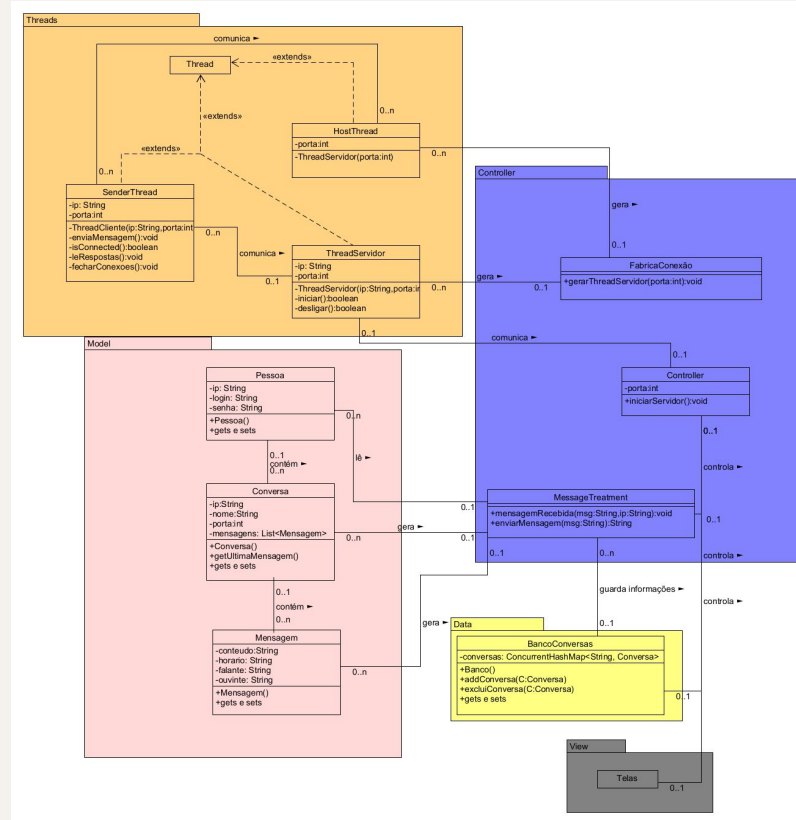 Threads
comunica ►
Thread
«extends»
«extends»
«extends»
0..n
HostThread
-porta:int
-ThreadServidor(porta:int)
0..n
0..n
SenderThread
-ip: String
-porta:int
-ThreadCliente(ip:String,porta:int
-enviaMensagem():void
-isConnected():boolean
-leRespostas():void
-fecharConexoes():void
0..n
comunica ►
0..1
ThreadServidor
-ip: String
-porta:int
-ThreadServidor(ip:String,porta:in
-iniciar():boolean
-desligar():boolean
0..n
0..1
gera ►
0..1
Controller
gera ►
0..1
FabricaConexão
+gerarThreadServidor(porta:int):void
comunica ►
0..1
Controller
-porta:int
+iniciarServidor():void
0..1
controla ►
Model
Pessoa
-ip: String
-login: String
-senha: String
+Pessoa()
+gets e sets
0..n
lê ►
0..1
contém ►
0..n
Conversa
-ip:String
-nome:String
-porta:int
-mensagens: List<Mensagem>
+Conversa()
+getUltimaMensagem()
+gets e sets
0..n
gera ►
0..1
0..1
MessageTreatment
+mensagemRecebida(msg:String,ip:String):void
+enviarMensagem(msg:String):String
0..1
0..1
0..n
controla ►
0..1
contém ►
0..n
guarda informações ►
controla ►
Mensagem
-conteudo:String
-horario: String
-falante: String
-ouvinte: String
+Mensagem()
+gets e sets
0..n
gera ►
0..1
Data
BancoConversas
-conversas: ConcurrentHashMap<String, Conversa>
+Banco()
+addConversa(C:Conversa)
+excluiConversa(C:Conversa)
+gets e sets
0..1
View
Telas
0..1